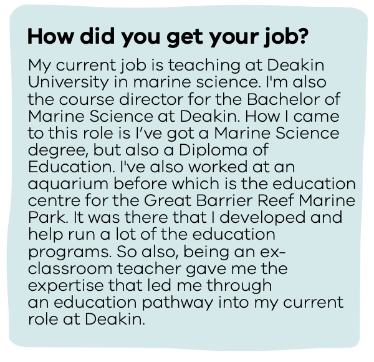 How did you get your job?
My current job is teaching at Deakin
University in marine science. I'm also
the course director for the Bachelor of
Marine Science at Deakin. How I came
to this role is I've got a Marine Science
degree, but also a Diploma of
Education. I've also worked at an
aquarium before which is the education
centre for the Great Barrier Reef Marine
Park. It was there that I developed and
help run a lot of the education
programs. So also, being an ex-
classroom teacher gave me the
expertise that led me through
an education pathway into my current
role at Deakin.